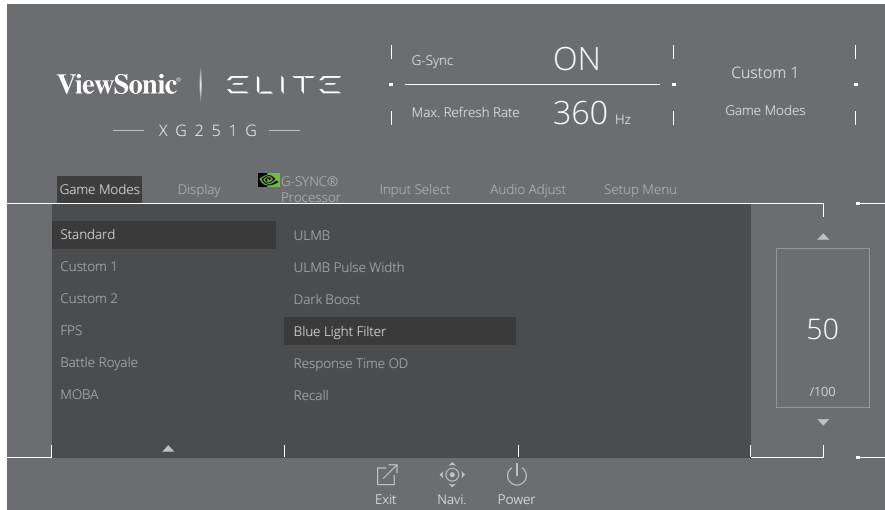 ViewSonic® ELITE
XG251G
G-Sync ON
Max. Refresh Rate 360 Hz
Custom 1
Game Modes
Game Modes Display G-SYNC® Processor Input Select Audio Adjust Setup Menu
Standard
Custom 1
Custom 2
FPS
Battle Royale
MOBA
ULMB
ULMB Pulse Width
Dark Boost
Blue Light Filter
Response Time OD
Recall
50
/100
Exit Navi. Power